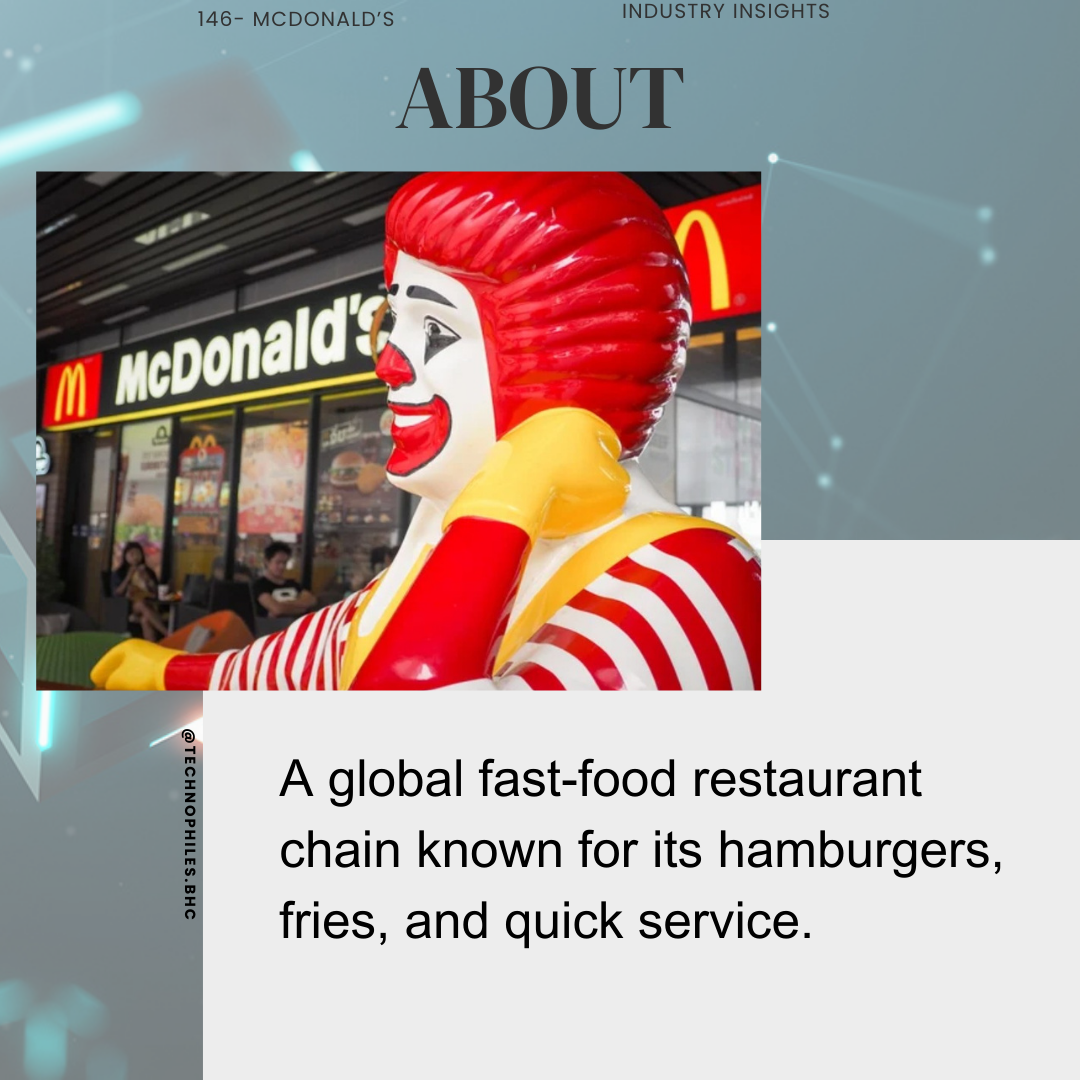 146- MCDONALD'S
INDUSTRY INSIGHTS
ABOUT
McDonald's
@TECHNOPHILES.BHC
A global fast-food restaurant
chain known for its hamburgers,
fries, and quick service.